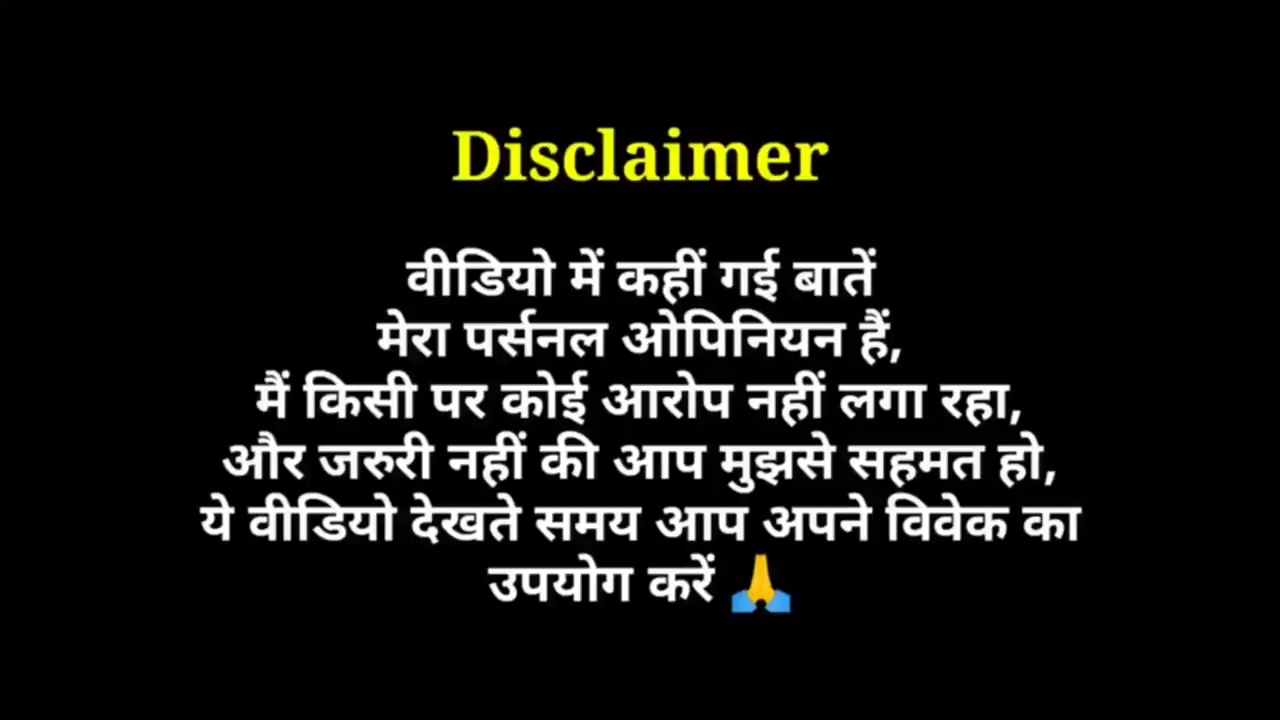 Disclaimer
वीडियो में कहीं गई बातें
मेरा पर्सनल ओपिनियन हैं,
मैं किसी पर कोई आरोप नहीं लगा रहा,
और जरुरी नहीं की आप मुझसे सहमत हो,
ये वीडियो देखते समय आप अपने विवेक का
उपयोग करें 🙏